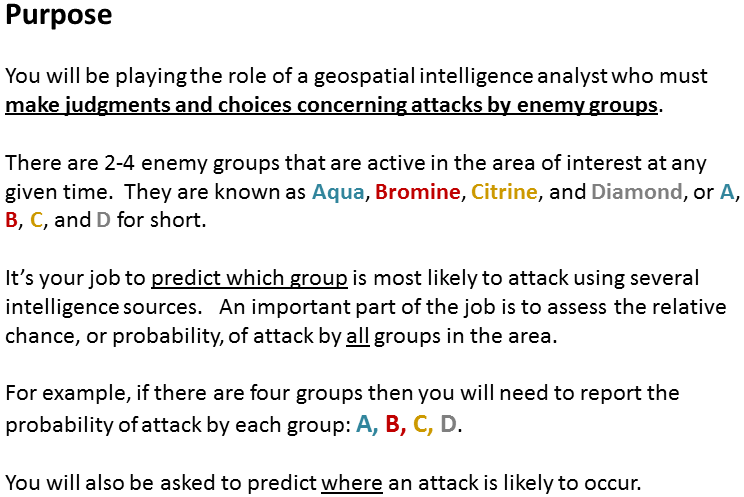 Purpose
You will be playing the role of a geospatial intelligence analyst who must
make judgments and choices concerning attacks by enemy groups.
There are 2-4 enemy groups that are active in the area of interest at any
given time.  They are known as Aqua, Bromine, Citrine, and Diamond, or A,
B, C, and D for short.
It’s your job to predict which group is most likely to attack using several
intelligence sources.   An important part of the job is to assess the relative
chance, or probability, of attack by all groups in the area.
For example, if there are four groups then you will need to report the
probability of attack by each group: A, B, C, D.
You will also be asked to predict where an attack is likely to occur.